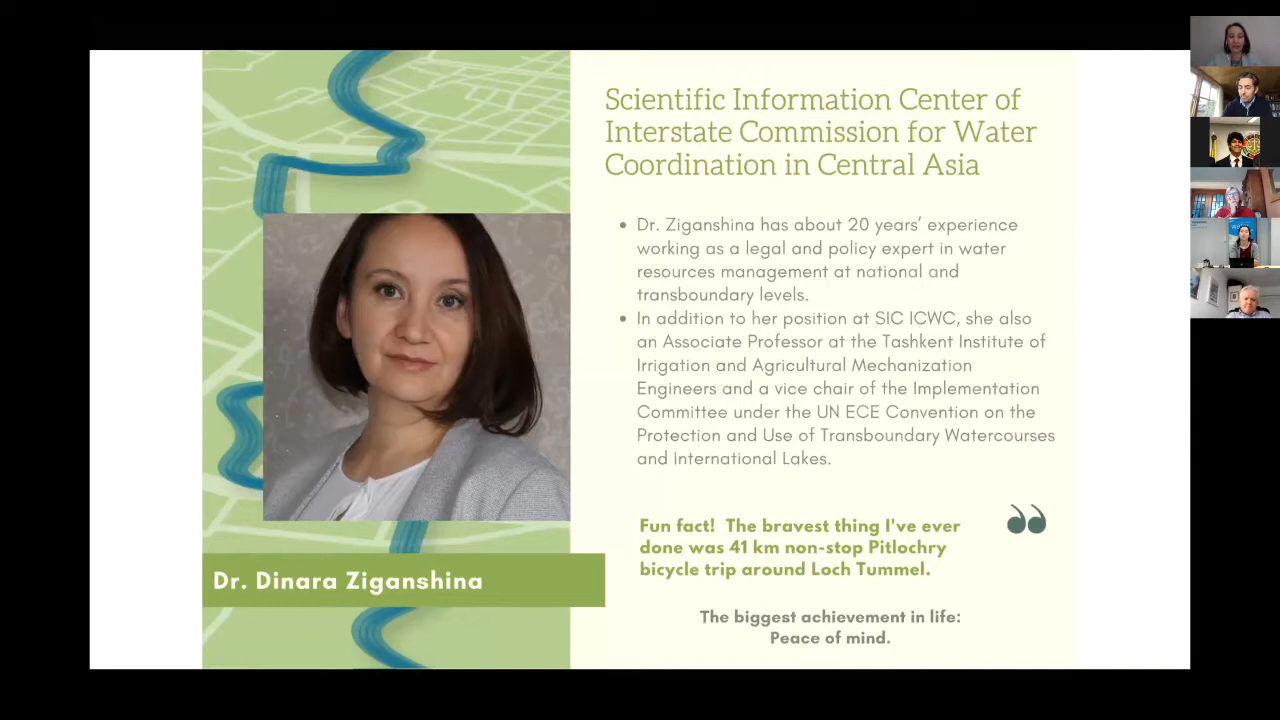 Scientific Information Center of
Interstate Commission for Water
Coordination in Central Asia
• Dr. Ziganshina has about 20 years’ experience
working as a legal and policy expert in water
resources management at national and
transboundary levels.
• In addition to her position at SIC ICWC, she also
an Associate Professor at the Tashkent Institute of
Irrigation and Agricultural Mechanization
Engineers and a vice chair of the Implementation
Committee under the UN ECE Convention on the
Protection and Use of Transboundary Watercourses
and International Lakes.
Fun fact! The bravest thing I've ever
done was 41 km non-stop Pitlochry
bicycle trip around Loch Tummel.
Dr. Dinara Ziganshina
The biggest achievement in life:
Peace of mind.